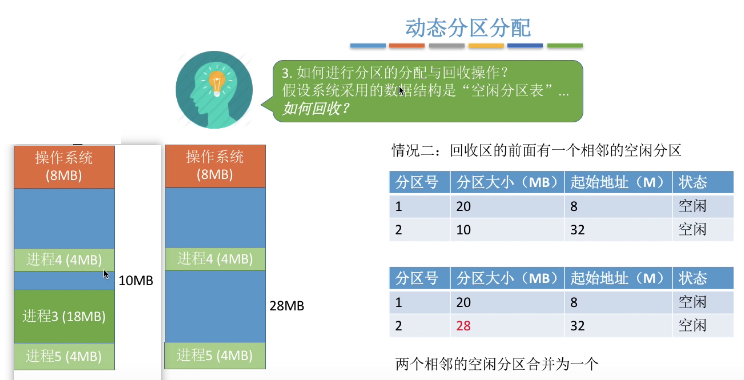 动态分区分配
3. 如何进行分区的分配与回收操作？
假设系统采用的数据结构是“空闲分区表”...
如何回收？
操作系统
(8MB)
进程4 (4MB)
10MB
进程3 (18MB)
进程5 (4MB)
操作系统
(8MB)
进程4 (4MB)
28MB
进程5 (4MB)
情况二：回收区的前面有一个相邻的空闲分区
分区号 分区大小（MB） 起始地址（M） 状态
1 20 8 空闲
2 10 32 空闲
分区号 分区大小（MB） 起始地址（M） 状态
1 20 8 空闲
2 28 32 空闲
两个相邻的空闲分区合并为一个